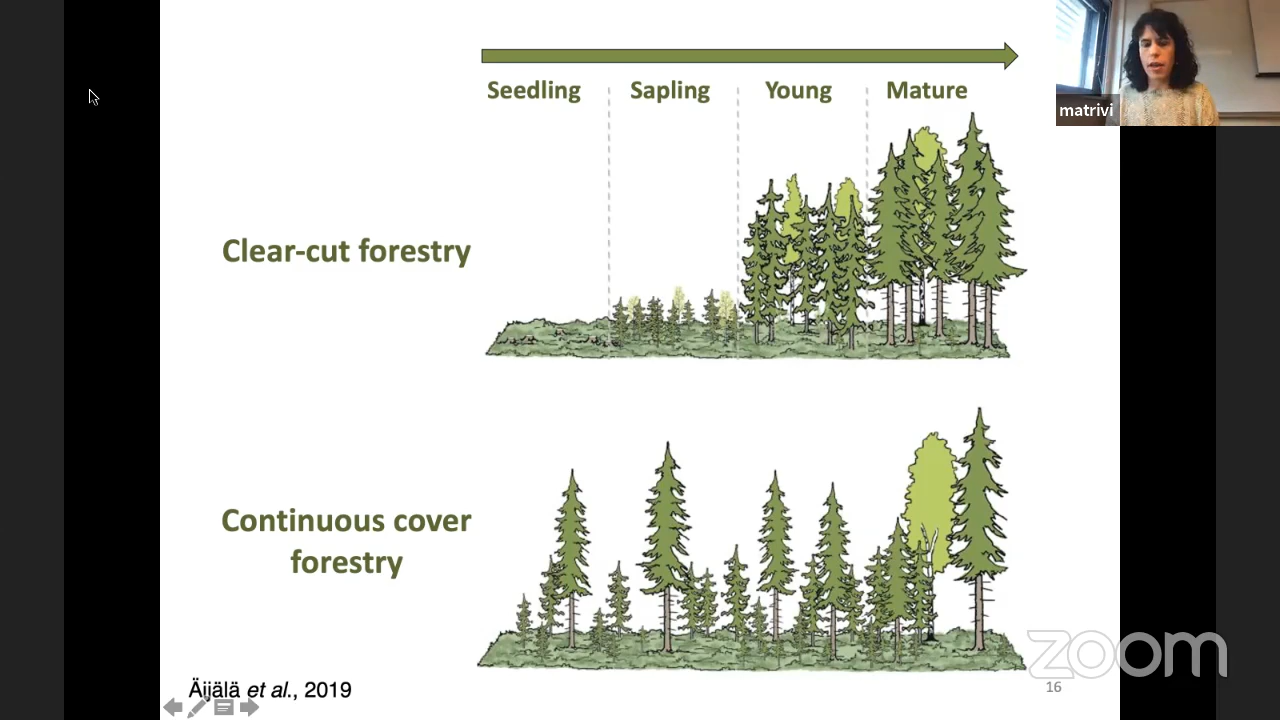 Seedling Sapling Young Mature
matrivi
Clear-cut forestry
Continuous cover
forestry
Äijälä et al., 2019
16
zoom